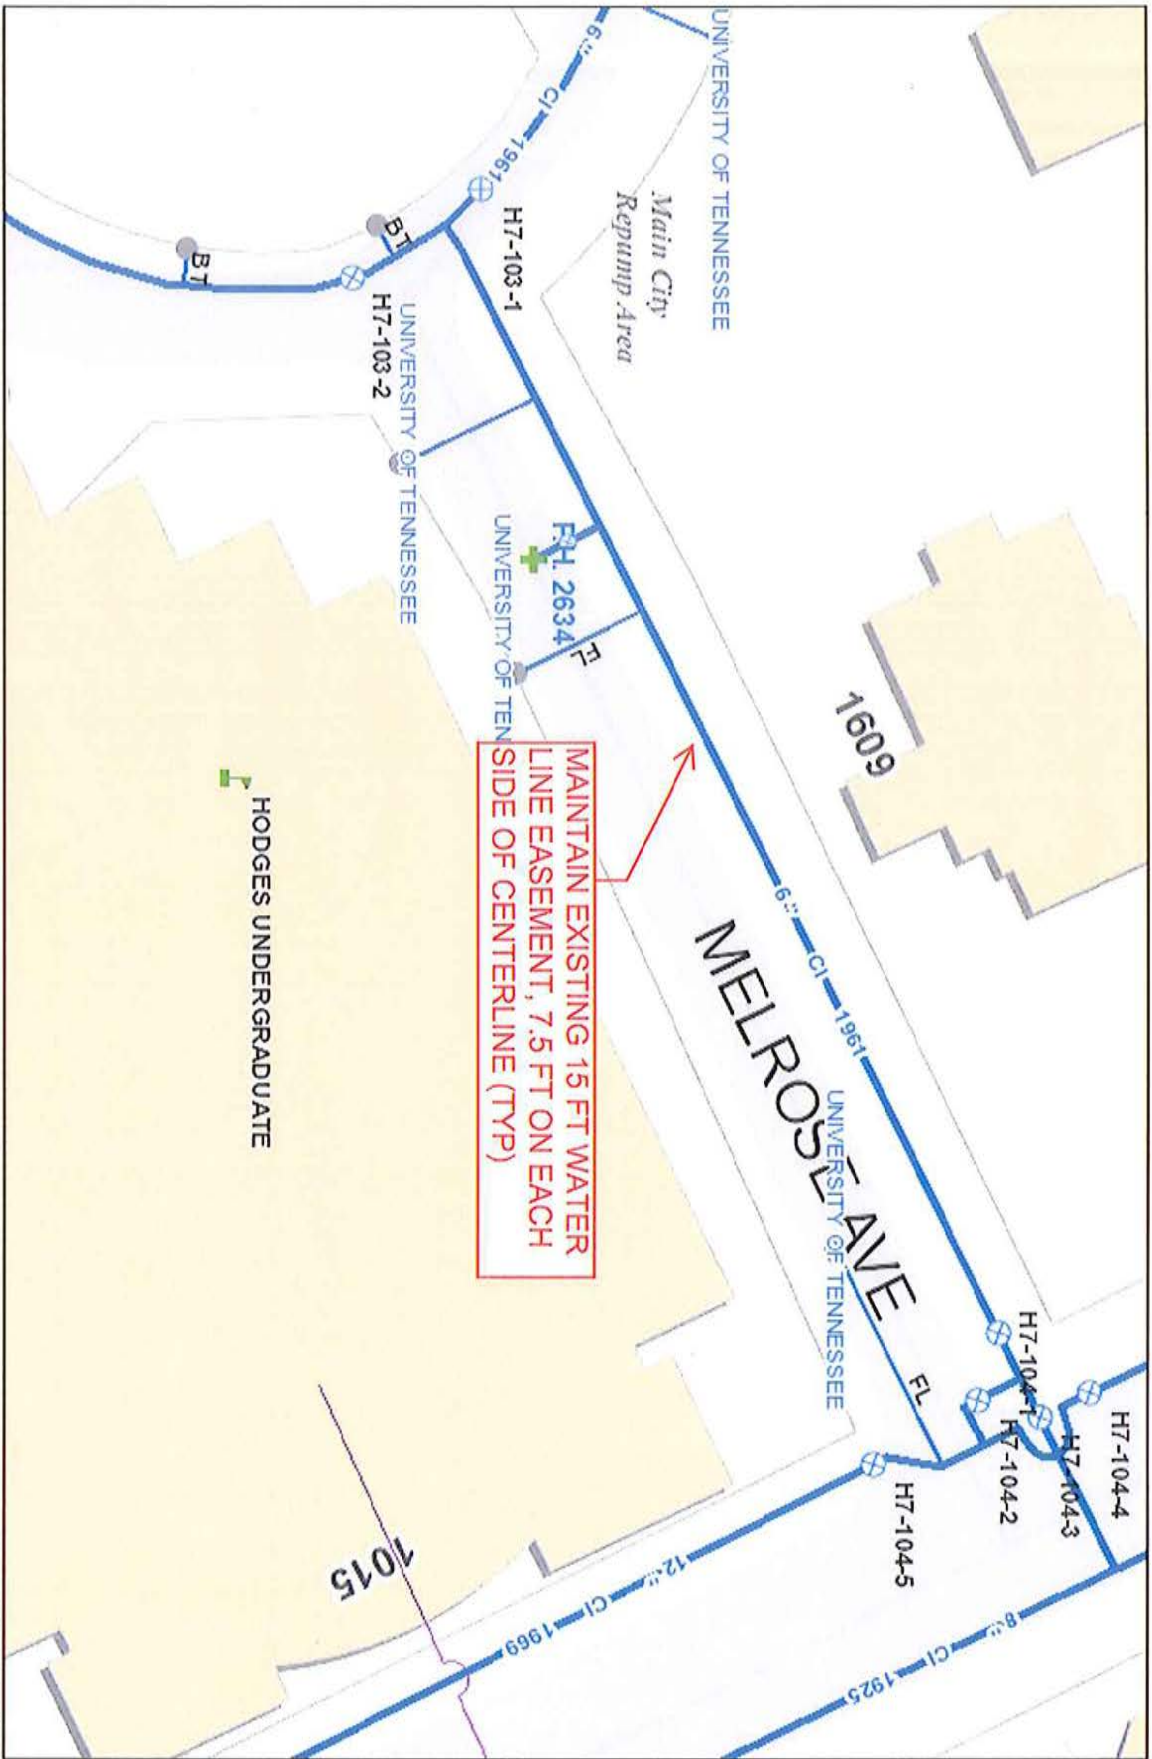 UNIVERSITY OF TENNESSEE
Main City
Repump Area
6" CI 1961
H7-103-1
BT
BT
H7-103-2
UNIVERSITY OF TENNESSEE
F.H. 2634
FL
UNIVERSITY OF TEN
1609
MAINTAIN EXISTING 15 FT WATER
LINE EASEMENT, 7.5 FT ON EACH
SIDE OF CENTERLINE (TYP)
6" CI 1961
MELROSE AVE
UNIVERSITY OF TENNESSEE
FL
H7-104-1
H7-104-2
H7-104-3
H7-104-4
H7-104-5
HODGES UNDERGRADUATE
1015
12" CI 1969
8" CI 1925